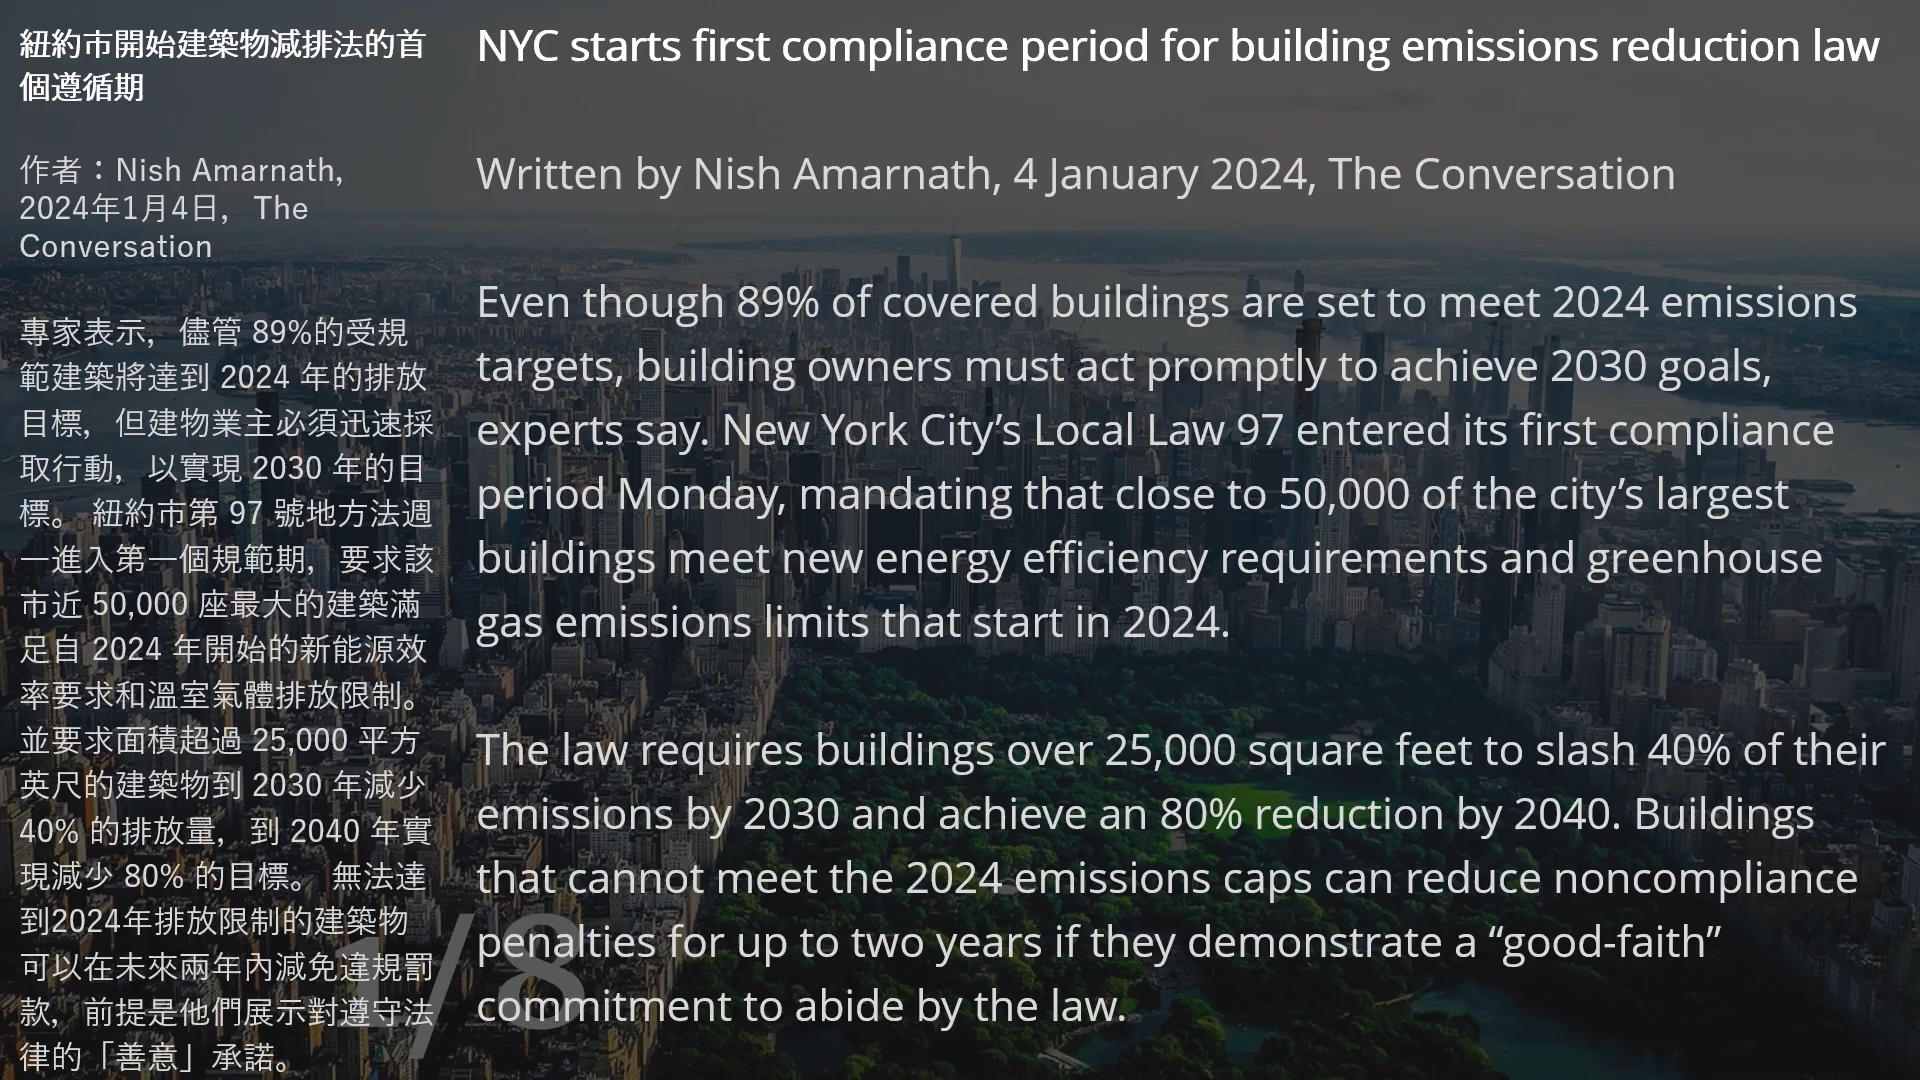 紐約市開始建築物減排法的首
個遵循期
作者：Nish Amarnath,
2024年1月4日，The
Conversation
專家表示，儘管 89%的受規
範建築將達到 2024 年的排放
目標，但建物業主必須迅速採
取行動，以實現 2030 年的目
標。 紐約市第 97 號地方法週
一進入第一個規範期，要求該
市近 50,000 座最大的建築滿
足自 2024 年開始的新能源效
率要求和溫室氣體排放限制。
並要求面積超過 25,000 平方
英尺的建築物到 2030 年減少
40% 的排放量，到 2040 年實
現減少 80% 的目標。 無法達
到2024年排放限制的建築物
可以在未來兩年內減免違規罰
款，前提是他們展示對遵守法
律的「善意」承諾。
NYC starts first compliance period for building emissions reduction law
Written by Nish Amarnath, 4 January 2024, The Conversation
Even though 89% of covered buildings are set to meet 2024 emissions
targets, building owners must act promptly to achieve 2030 goals,
experts say. New York City’s Local Law 97 entered its first compliance
period Monday, mandating that close to 50,000 of the city’s largest
buildings meet new energy efficiency requirements and greenhouse
gas emissions limits that start in 2024.
The law requires buildings over 25,000 square feet to slash 40% of their
emissions by 2030 and achieve an 80% reduction by 2040. Buildings
that cannot meet the 2024 emissions caps can reduce noncompliance
penalties for up to two years if they demonstrate a “good-faith”
commitment to abide by the law.
1/8